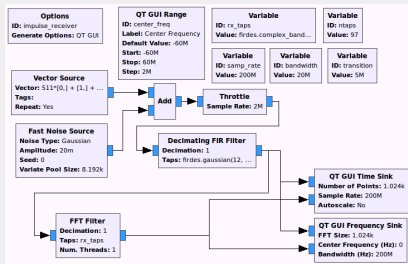 Options
ID: impulse_receiver
Generate Options: QT GUI
QT GUI Range
ID: center_freq
Label: Center Frequency
Default Value: -60M
Start: -60M
Stop: 60M
Step: 2M
Variable
ID: rx_taps
Value: firdes.complex_band...
Variable
ID: ntaps
Value: 97
Variable
ID: samp_rate
Value: 200M
Variable
ID: bandwidth
Value: 20M
Variable
ID: transition
Value: 5M
Vector Source
Vector: 511*[0,] + [1,] + ...
Tags:
Repeat: Yes
Add
Throttle
Sample Rate: 2M
Fast Noise Source
Noise Type: Gaussian
Amplitude: 20m
Seed: 0
Variate Pool Size: 8.192k
Decimating FIR Filter
Decimation: 1
Taps: firdes.gaussian(12, ...
QT GUI Time Sink
Number of Points: 1.024k
Sample Rate: 200M
Autoscale: No
FFT Filter
Decimation: 1
Taps: rx_taps
Num. Threads: 1
QT GUI Frequency Sink
FFT Size: 1.024k
Center Frequency (Hz): 0
Bandwidth (Hz): 200M